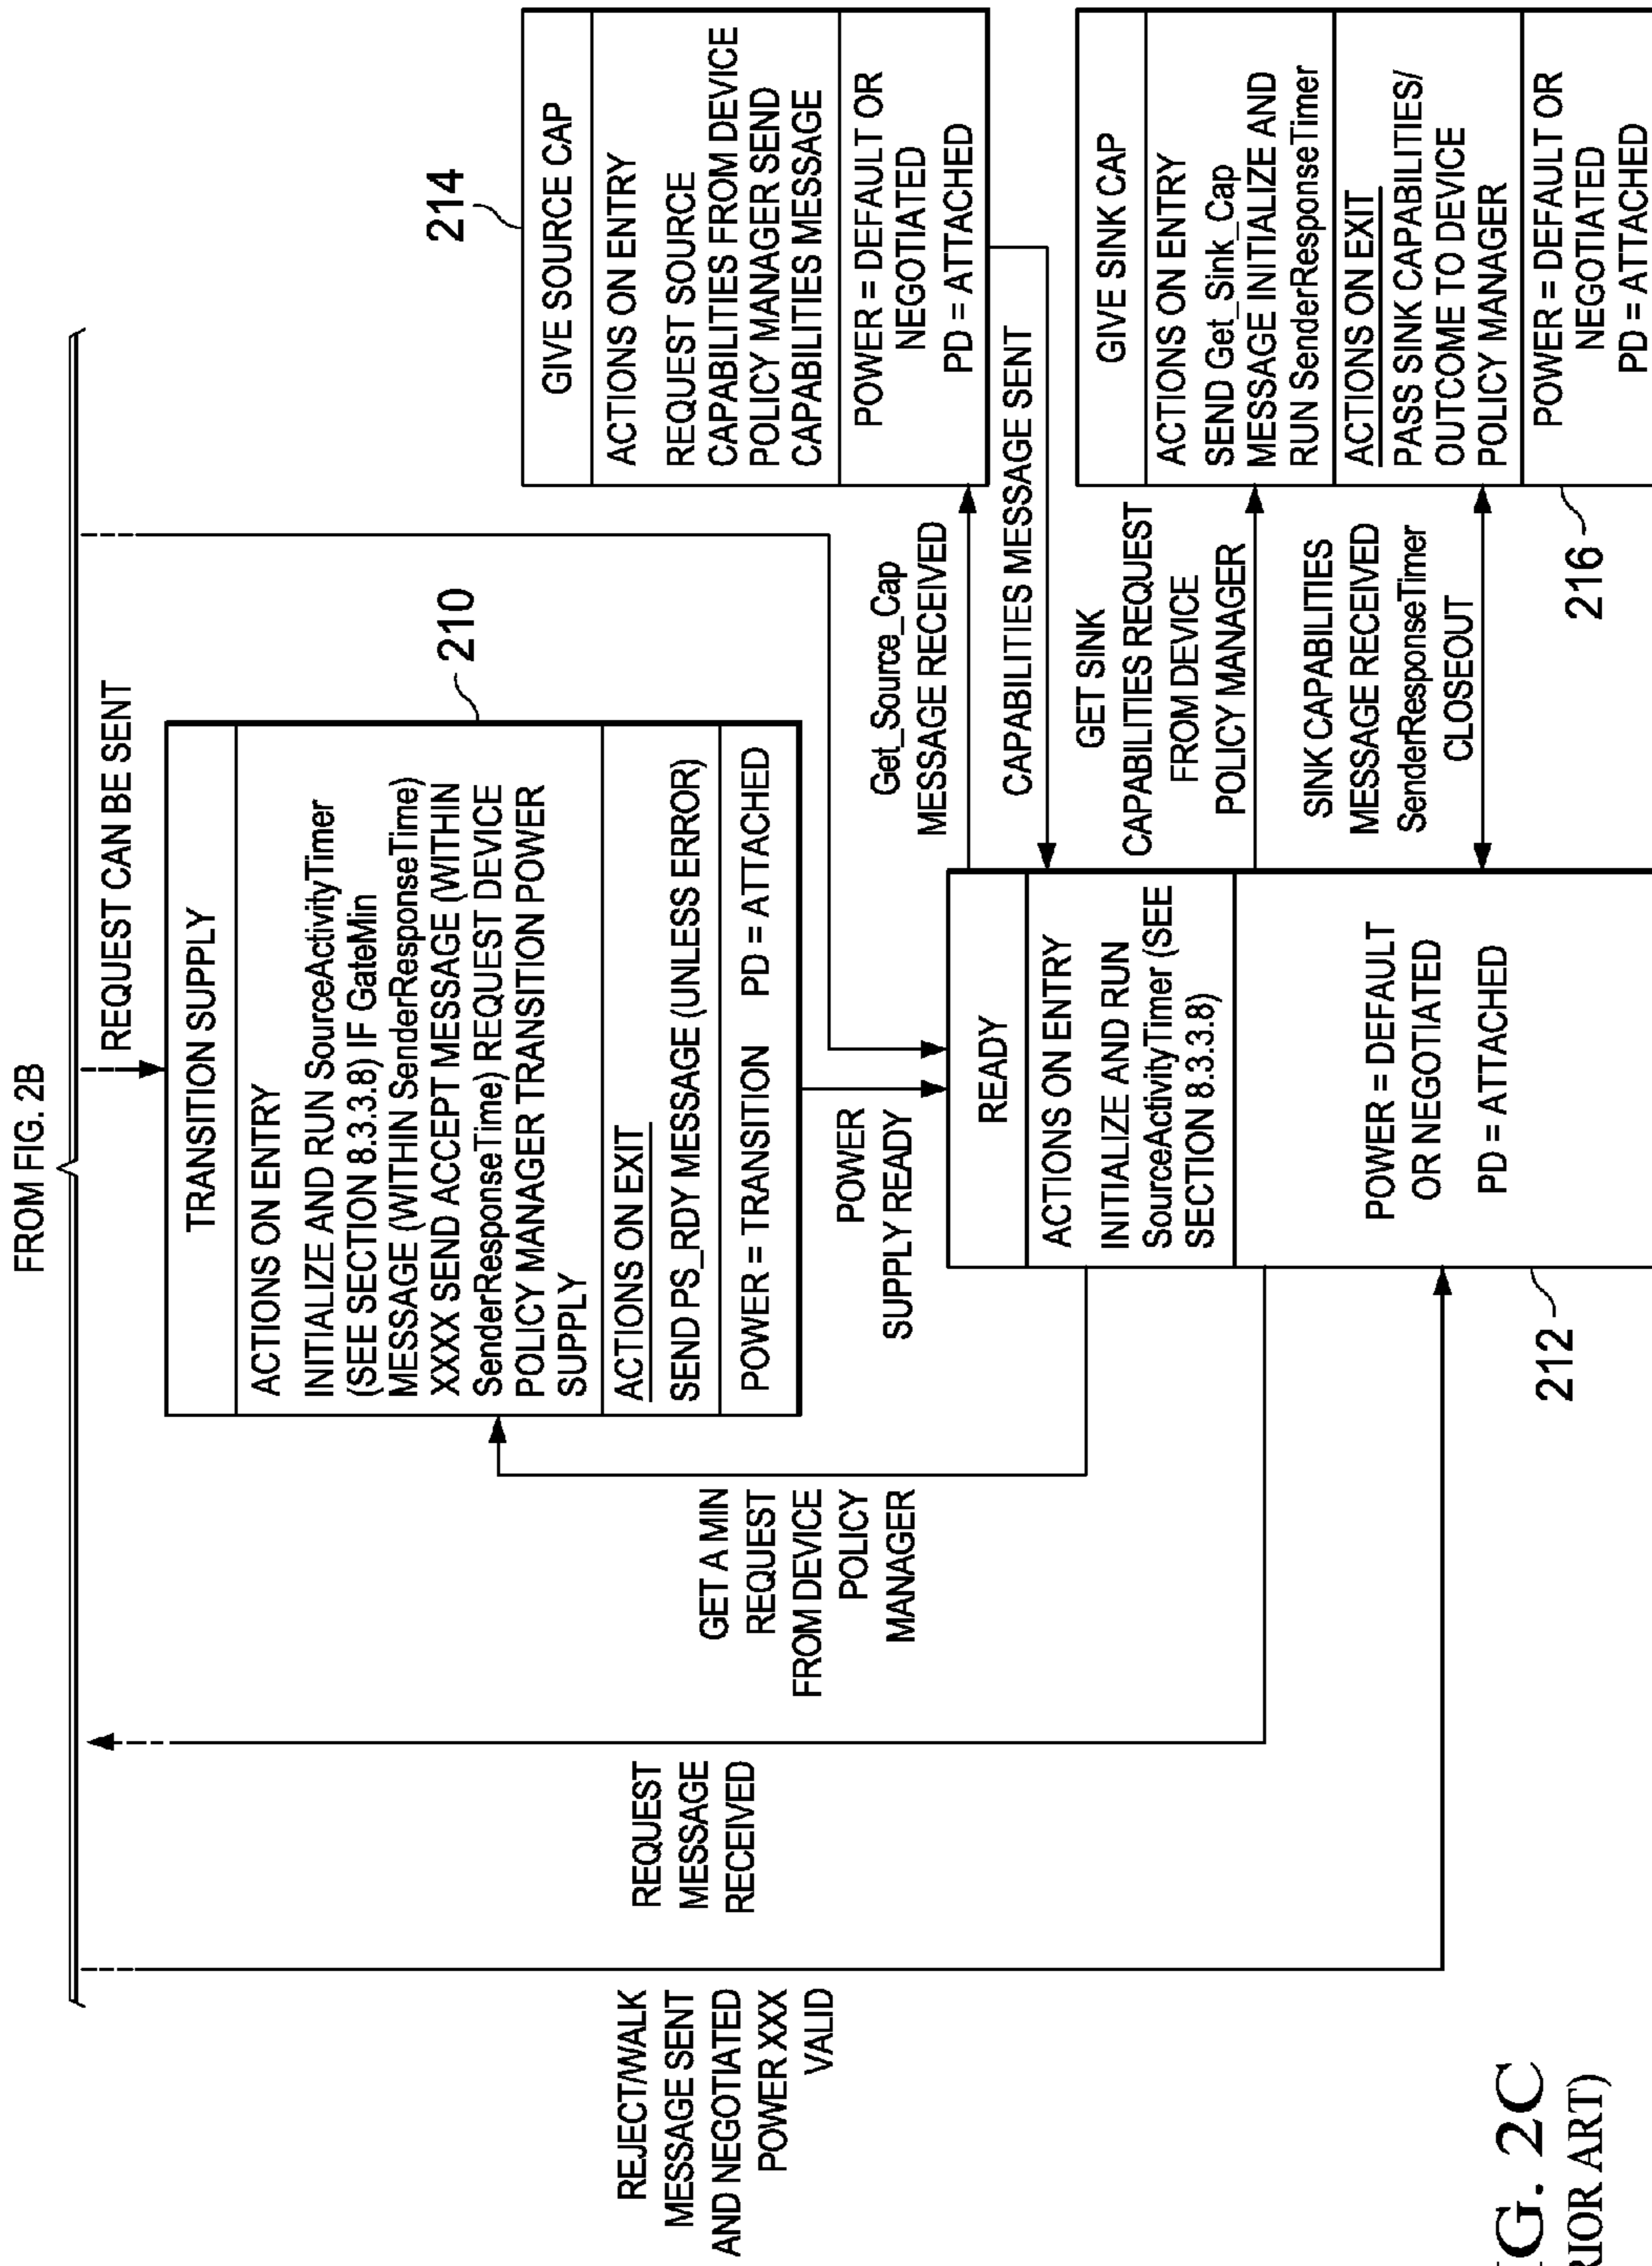 FROM FIG. 2B
REQUEST CAN BE SENT
210
TRANSITION SUPPLY
ACTIONS ON ENTRY
INITIALIZE AND RUN SourceActivityTimer
(SEE SECTION 8.3.3.8) IF GateMin
MESSAGE (WITHIN SenderResponseTime)
XXXX SEND ACCEPT MESSAGE (WITHIN
SenderResponseTime) REQUEST DEVICE
POLICY MANAGER TRANSITION POWER
SUPPLY
ACTIONS ON EXIT
SEND PS_RDY MESSAGE (UNLESS ERROR)
POWER = TRANSITION PD = ATTACHED
214
GIVE SOURCE CAP
ACTIONS ON ENTRY
REQUEST SOURCE
CAPABILITIES FROM DEVICE
POLICY MANAGER SEND
CAPABILITIES MESSAGE
POWER = DEFAULT OR
NEGOTIATED
PD = ATTACHED
REJECT/WALK
MESSAGE SENT
AND NEGOTIATED
POWER XXX
VALID
REQUEST
MESSAGE
RECEIVED
GET A MIN
REQUEST
FROM DEVICE
POLICY
MANAGER
POWER
SUPPLY READY
Get_Source_Cap
MESSAGE RECEIVED
CAPABILITIES MESSAGE SENT
READY
ACTIONS ON ENTRY
INITIALIZE AND RUN
SourceActivityTimer (SEE
SECTION 8.3.3.8)
POWER = DEFAULT
OR NEGOTIATED
PD = ATTACHED
212
GET SINK
CAPABILITIES REQUEST
FROM DEVICE
POLICY MANAGER
SINK CAPABILITIES
MESSAGE RECEIVED
SenderResponseTimer
CLOSEOUT
GIVE SINK CAP
ACTIONS ON ENTRY
SEND Get_Sink_Cap
MESSAGE INITIALIZE AND
RUN SenderResponseTimer
ACTIONS ON EXIT
PASS SINK CAPABILITIES/
OUTCOME TO DEVICE
POLICY MANAGER
POWER = DEFAULT OR
NEGOTIATED
PD = ATTACHED
216
G. 2C
RIOR ART)